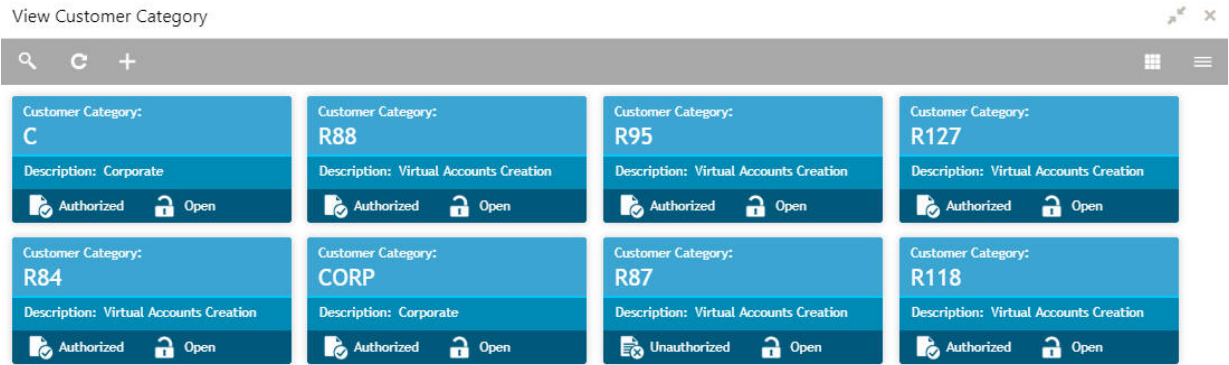 View Customer Category
Customer Category:
C
Description: Corporate
Authorized Open
Customer Category:
R88
Description: Virtual Accounts Creation
Authorized Open
Customer Category:
R95
Description: Virtual Accounts Creation
Authorized Open
Customer Category:
R127
Description: Virtual Accounts Creation
Authorized Open
Customer Category:
R84
Description: Virtual Accounts Creation
Authorized Open
Customer Category:
CORP
Description: Corporate
Authorized Open
Customer Category:
R87
Description: Virtual Accounts Creation
Unauthorized Open
Customer Category:
R118
Description: Virtual Accounts Creation
Authorized Open